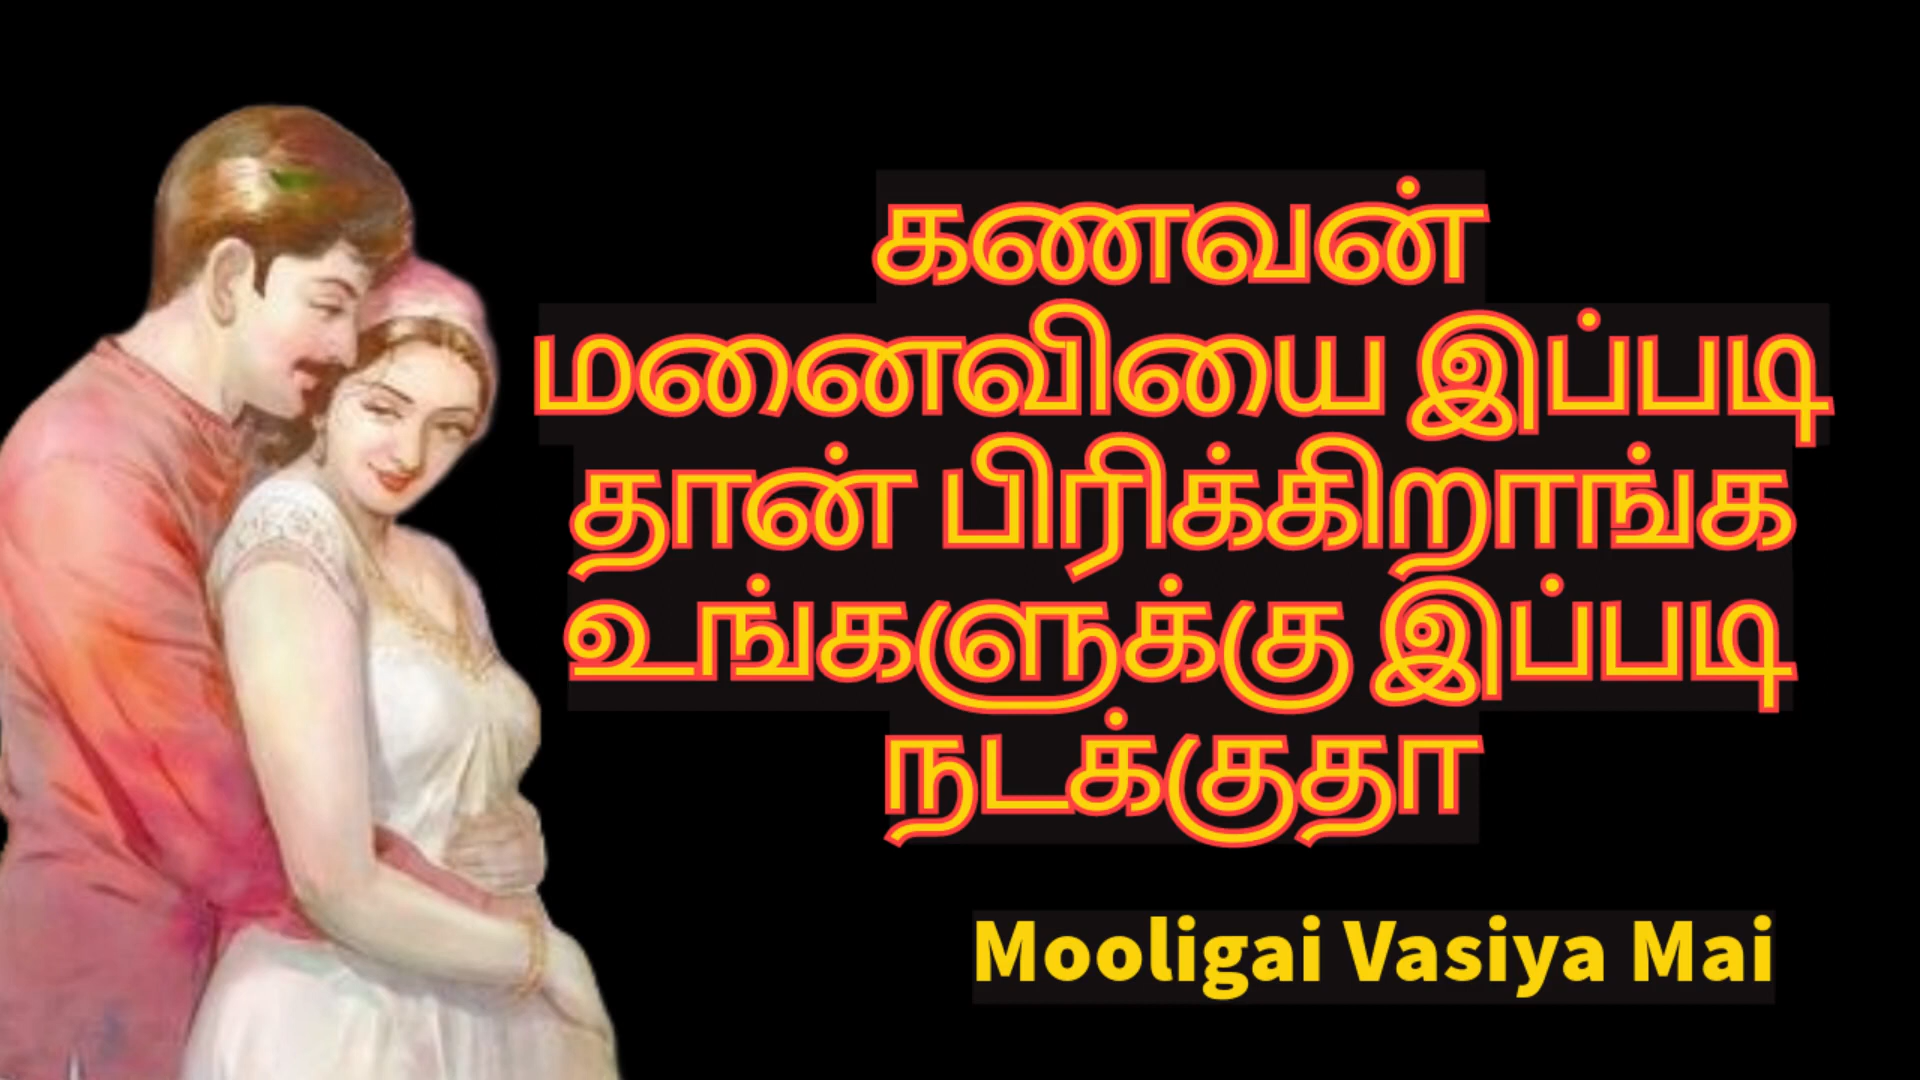 கணவன்
மனைவியை இப்படி
தான் பிரிக்கிறாங்க
உங்களுக்கு இப்படி
நடக்குதா
Mooligai Vasiya Mai